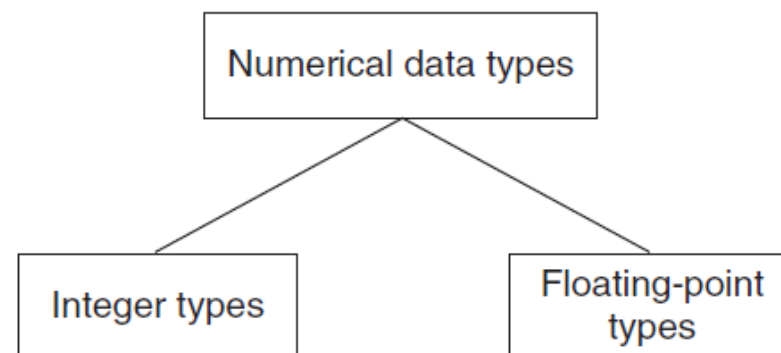 Numerical data types
Integer types
Floating-point
types